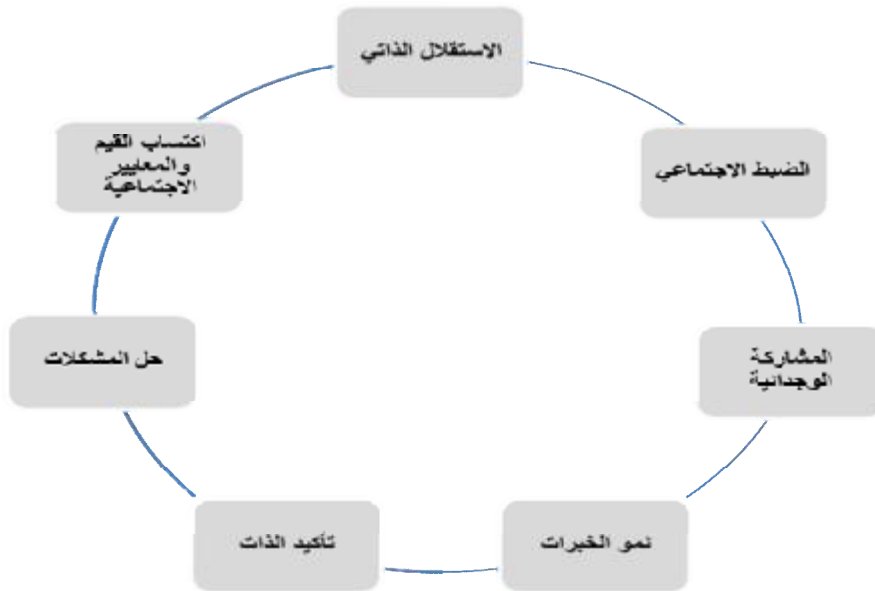 الاستقلال الذاتي
الضبط الاجتماعي
المشاركة
الوجدانية
نمو الخبرات
تأكيد الذات
حل المشكلات
اكتساب القيم
والمعايير
الاجتماعية